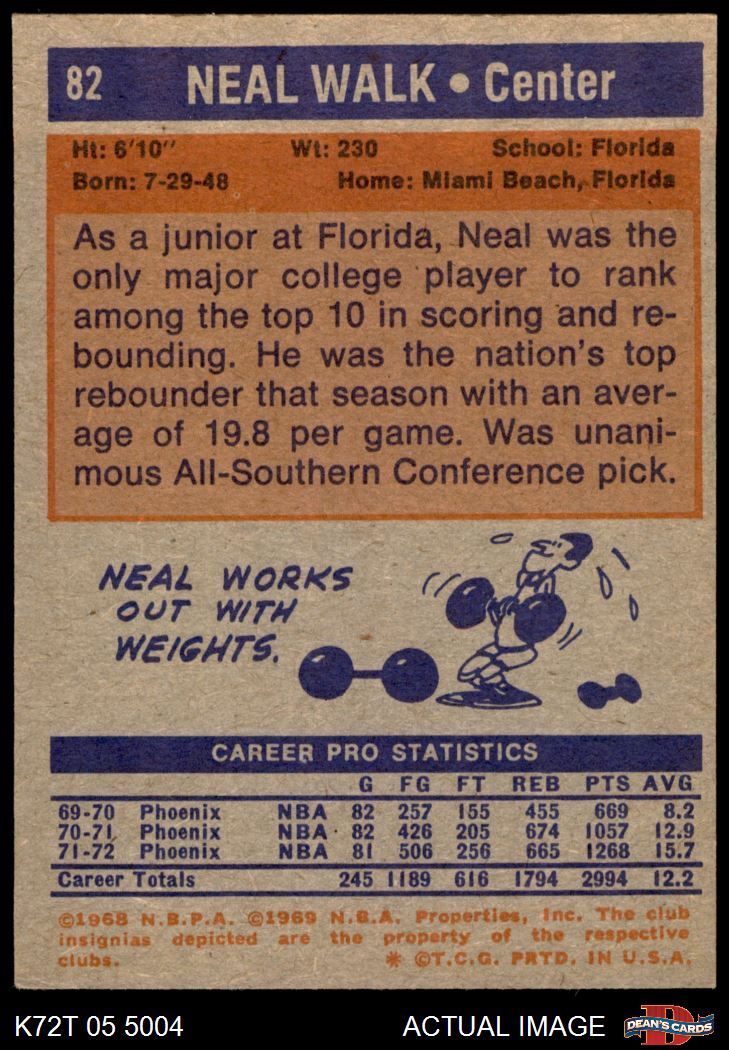 82 NEAL WALK • Center
Ht: 6'10" Wt: 230 School: Florida
Born: 7-29-48 Home: Miami Beach, Florida
As a junior at Florida, Neal was the
only major college player to rank
among the top 10 in scoring and re-
bounding. He was the nation's top
rebounder that season with an aver-
age of 19.8 per game. Was unani-
mous All-Southern Conference pick.
NEAL WORKS
OUT WITH
WEIGHTS.
CAREER PRO STATISTICS
G FG FT REB PTS AVG
69-70 Phoenix NBA 82 257 155 455 669 8.2
70-71 Phoenix NBA 82 426 205 674 1057 12.9
71-72 Phoenix NBA 81 506 256 665 1268 15.7
Career Totals 245 1189 616 1794 2994 12.2
©1968 N.B.P.A. ©1969 N.B.A. Properties, Inc. The club
insignias depicted are the property of the respective
clubs. * ©T.C.G. PRTD. IN U.S.A.
K72T 05 5004 ACTUAL IMAGE D DEAN'S CARDS